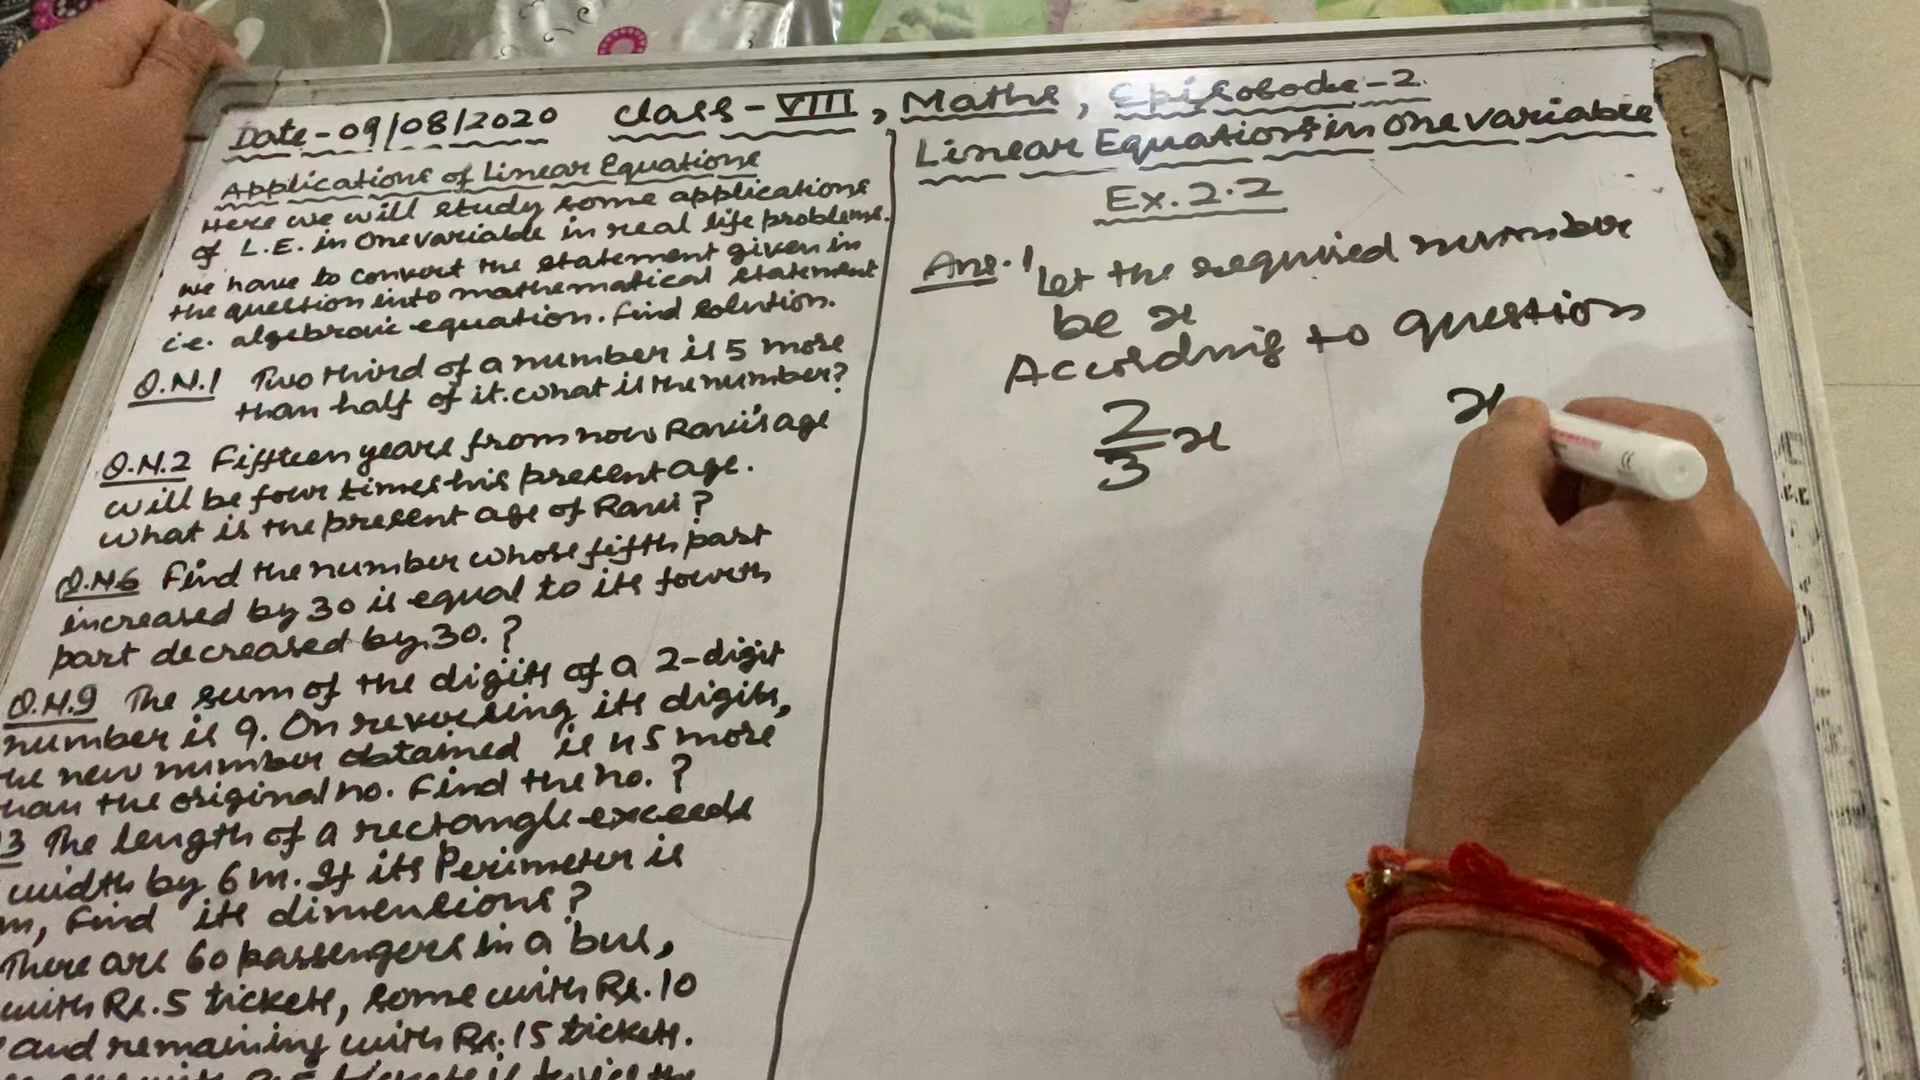 Date-09/08/2020 Class-VIII, Maths, Epi
Linear Equations in One variable
Ex. 2.2
Applications of Linear Equations
Here we will study some applications
of L.E. in One variable in real life problems.
we have to convert the statement given in
the question into mathematical statement
i.e. algebraic equation. find solution.
Q.N.1 Two third of a number is 5 more
than half of it. what is the number?
Q.N.2 Fifteen years from now Ravi's age
will be four times his present age.
what is the present age of Ravi?
Q.N.6 Find the number whose fifth part
increased by 30 is equal to its fourth
part decreased by 30.?
Q.N.9 The sum of the digits of a 2-digit
number is 9. On reversing its digits,
he new number obtained is 45 more
han the original no. Find the no.?
3 The length of a rectangle exceeds
width by 6 m. If its Perimeter is
m, Find its dimensions?
There are 60 passengers in a bus,
with Rs. 5 tickets, some with Rs. 10
and remaining with Rs. 15 tickets.
Ans. 1 Let the required number
be x
According to question
2/3 x x